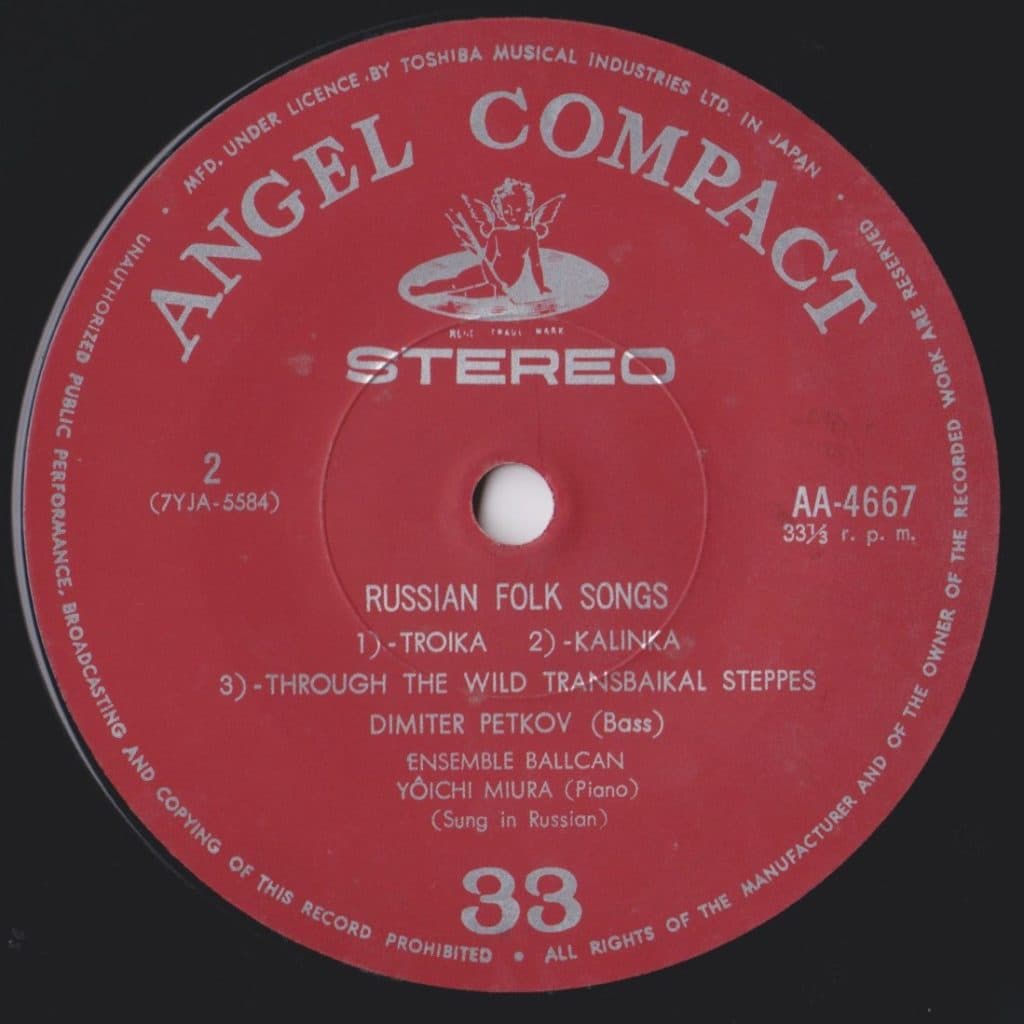 MFD. UNDER LICENCE BY TOSHIBA MUSICAL INDUSTRIES LTD. IN JAPAN
ANGEL COMPACT
TRADE MARK
STEREO
2
(7YJA-5584)
AA-4667
33⅓ r. p. m.
RUSSIAN FOLK SONGS
1)-TROIKA 2)-KALINKA
3)-THROUGH THE WILD TRANSBAIKAL STEPPES
DIMITER PETKOV (Bass)
ENSEMBLE BALLCAN
YÔICHI MIURA (Piano)
(Sung in Russian)
33
UNAUTHORIZED PUBLIC PERFORMANCE, BROADCASTING AND COPYING OF THIS RECORD PROHIBITED • ALL RIGHTS OF THE MANUFACTURER AND OF THE OWNER OF THE RECORDED WORK ARE RESERVED